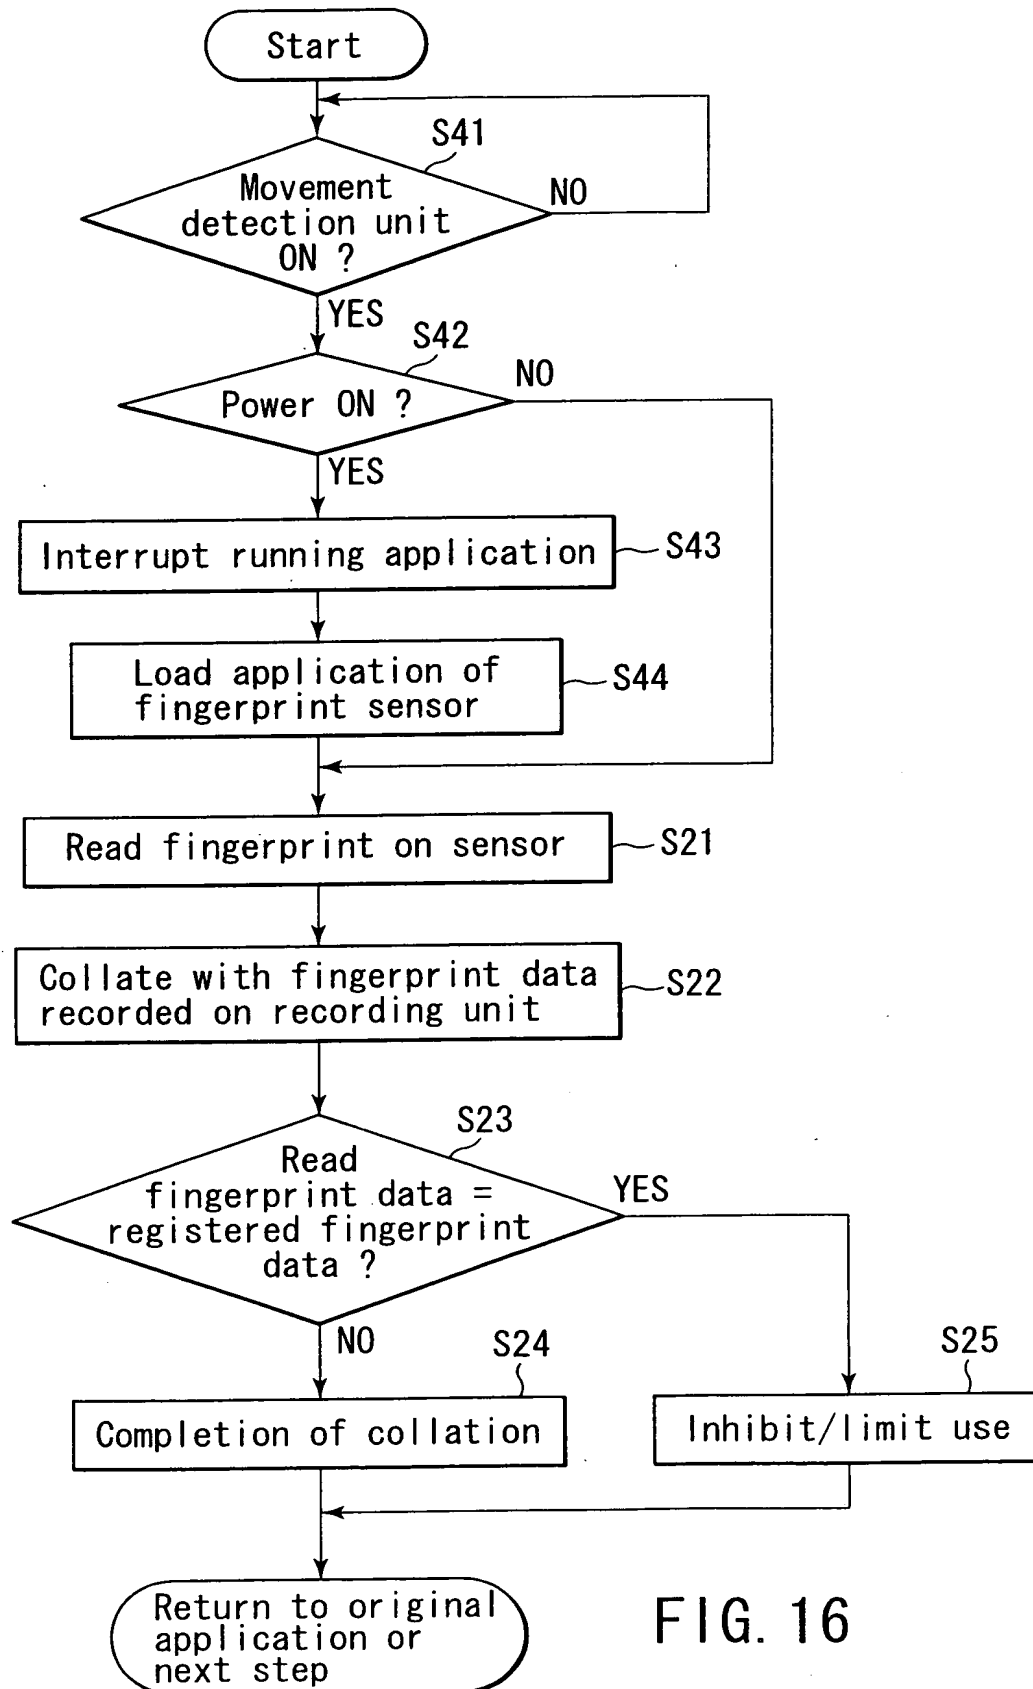 Start
S41
Movement
detection unit
ON ?
NO
YES
S42
Power ON ?
NO
YES
Interrupt running application
S43
Load application of
fingerprint sensor
S44
Read fingerprint on sensor
S21
Collate with fingerprint data
recorded on recording unit
S22
S23
Read
fingerprint data =
registered fingerprint
data ?
YES
NO
S24
S25
Completion of collation
Inhibit/limit use
Return to original
application or
next step
FIG. 16